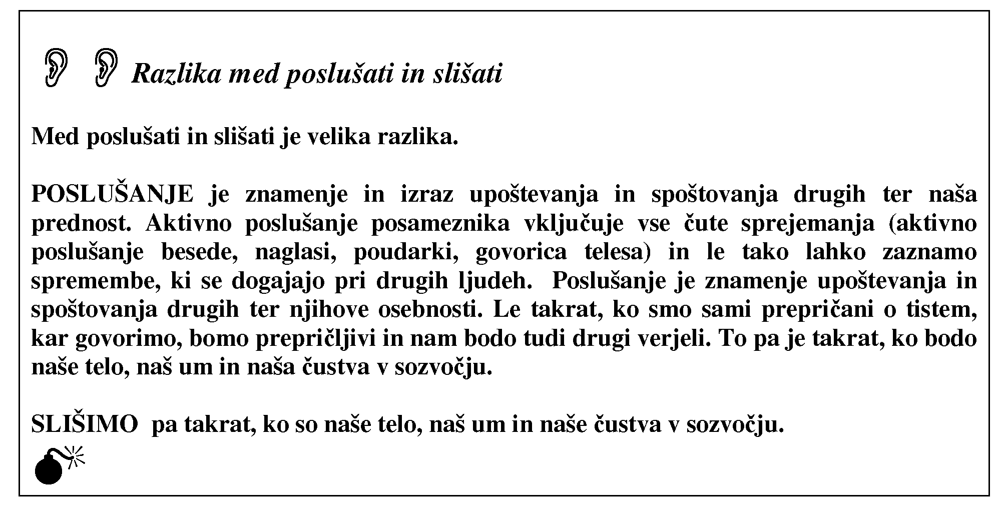 Razlika med poslušati in slišati
Med poslušati in slišati je velika razlika.
POSLUŠANJE je znamenje in izraz upoštevanja in spoštovanja drugih ter naša
prednost. Aktivno poslušanje posameznika vključuje vse čute sprejemanja (aktivno
poslušanje besede, naglasi, poudarki, govorica telesa) in le tako lahko zaznamo
spremembe, ki se dogajajo pri drugih ljudeh. Poslušanje je znamenje upoštevanja in
spoštovanja drugih ter njihove osebnosti. Le takrat, ko smo sami prepričani o tistem,
kar govorimo, bomo prepričljivi in nam bodo tudi drugi verjeli. To pa je takrat, ko bodo
naše telo, naš um in naša čustva v sozvočju.
SLIŠIMO pa takrat, ko so naše telo, naš um in naše čustva v sozvočju.